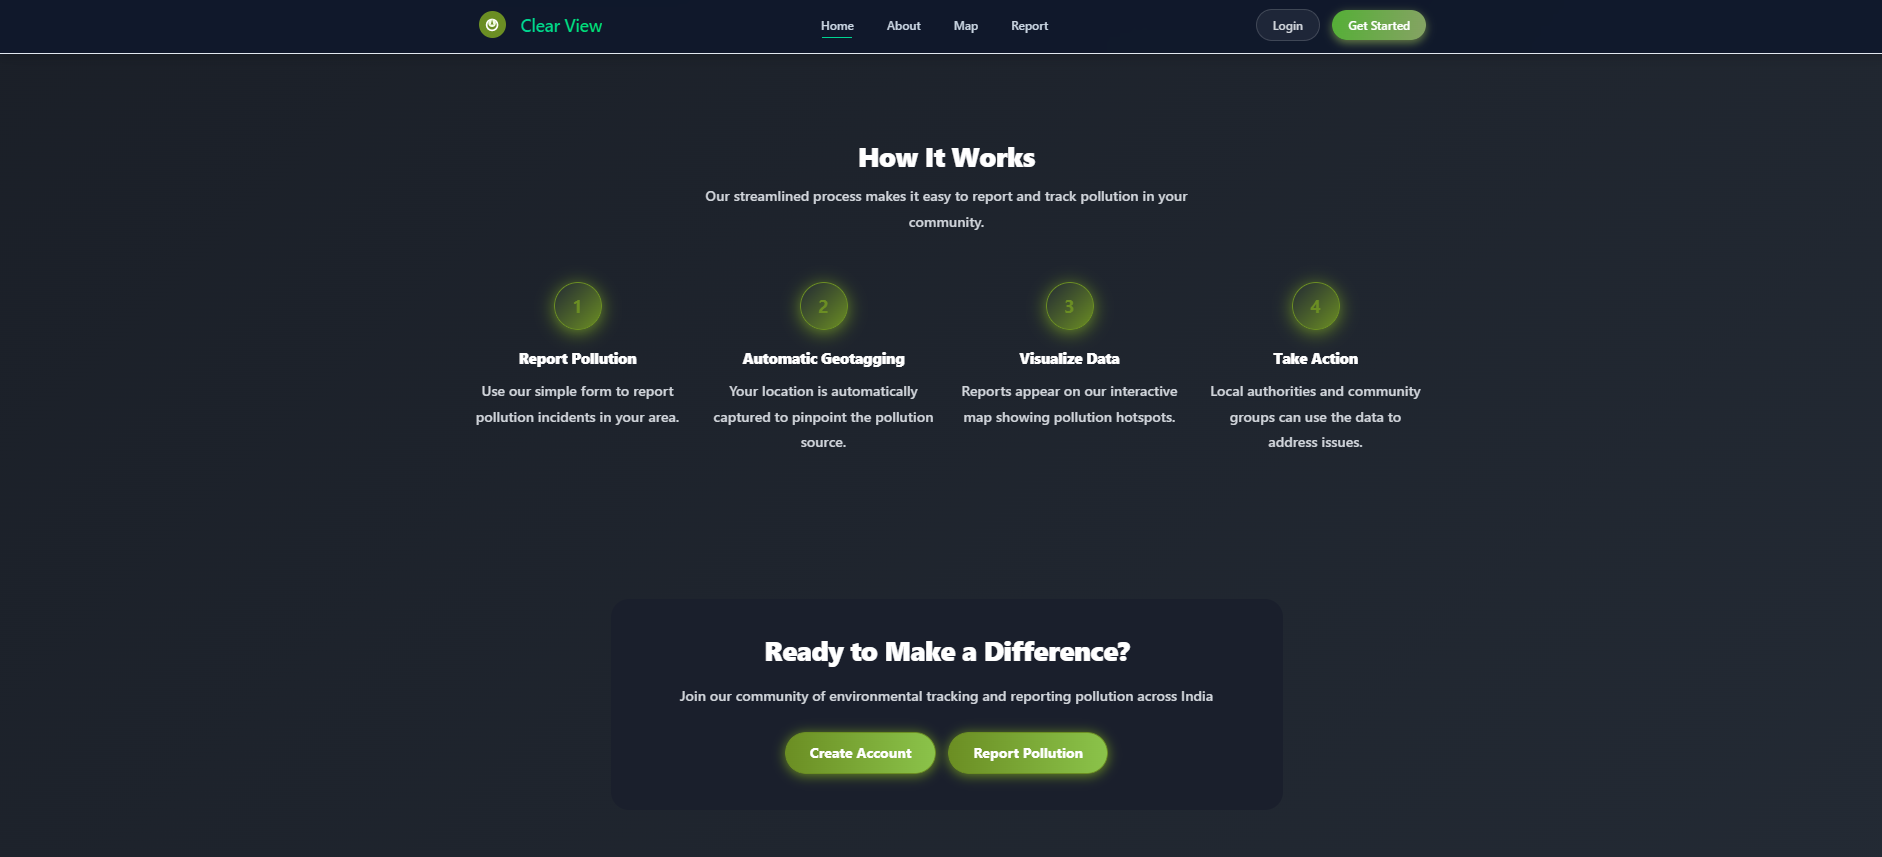 Clear View
Home
About
Map
Report
Login
Get Started
How It Works
Our streamlined process makes it easy to report and track pollution in your
community.
1
Report Pollution
Use our simple form to report
pollution incidents in your area.
2
Automatic Geotagging
Your location is automatically
captured to pinpoint the pollution
source.
3
Visualize Data
Reports appear on our interactive
map showing pollution hotspots.
4
Take Action
Local authorities and community
groups can use the data to
address issues.
Ready to Make a Difference?
Join our community of environmental tracking and reporting pollution across India
Create Account
Report Pollution